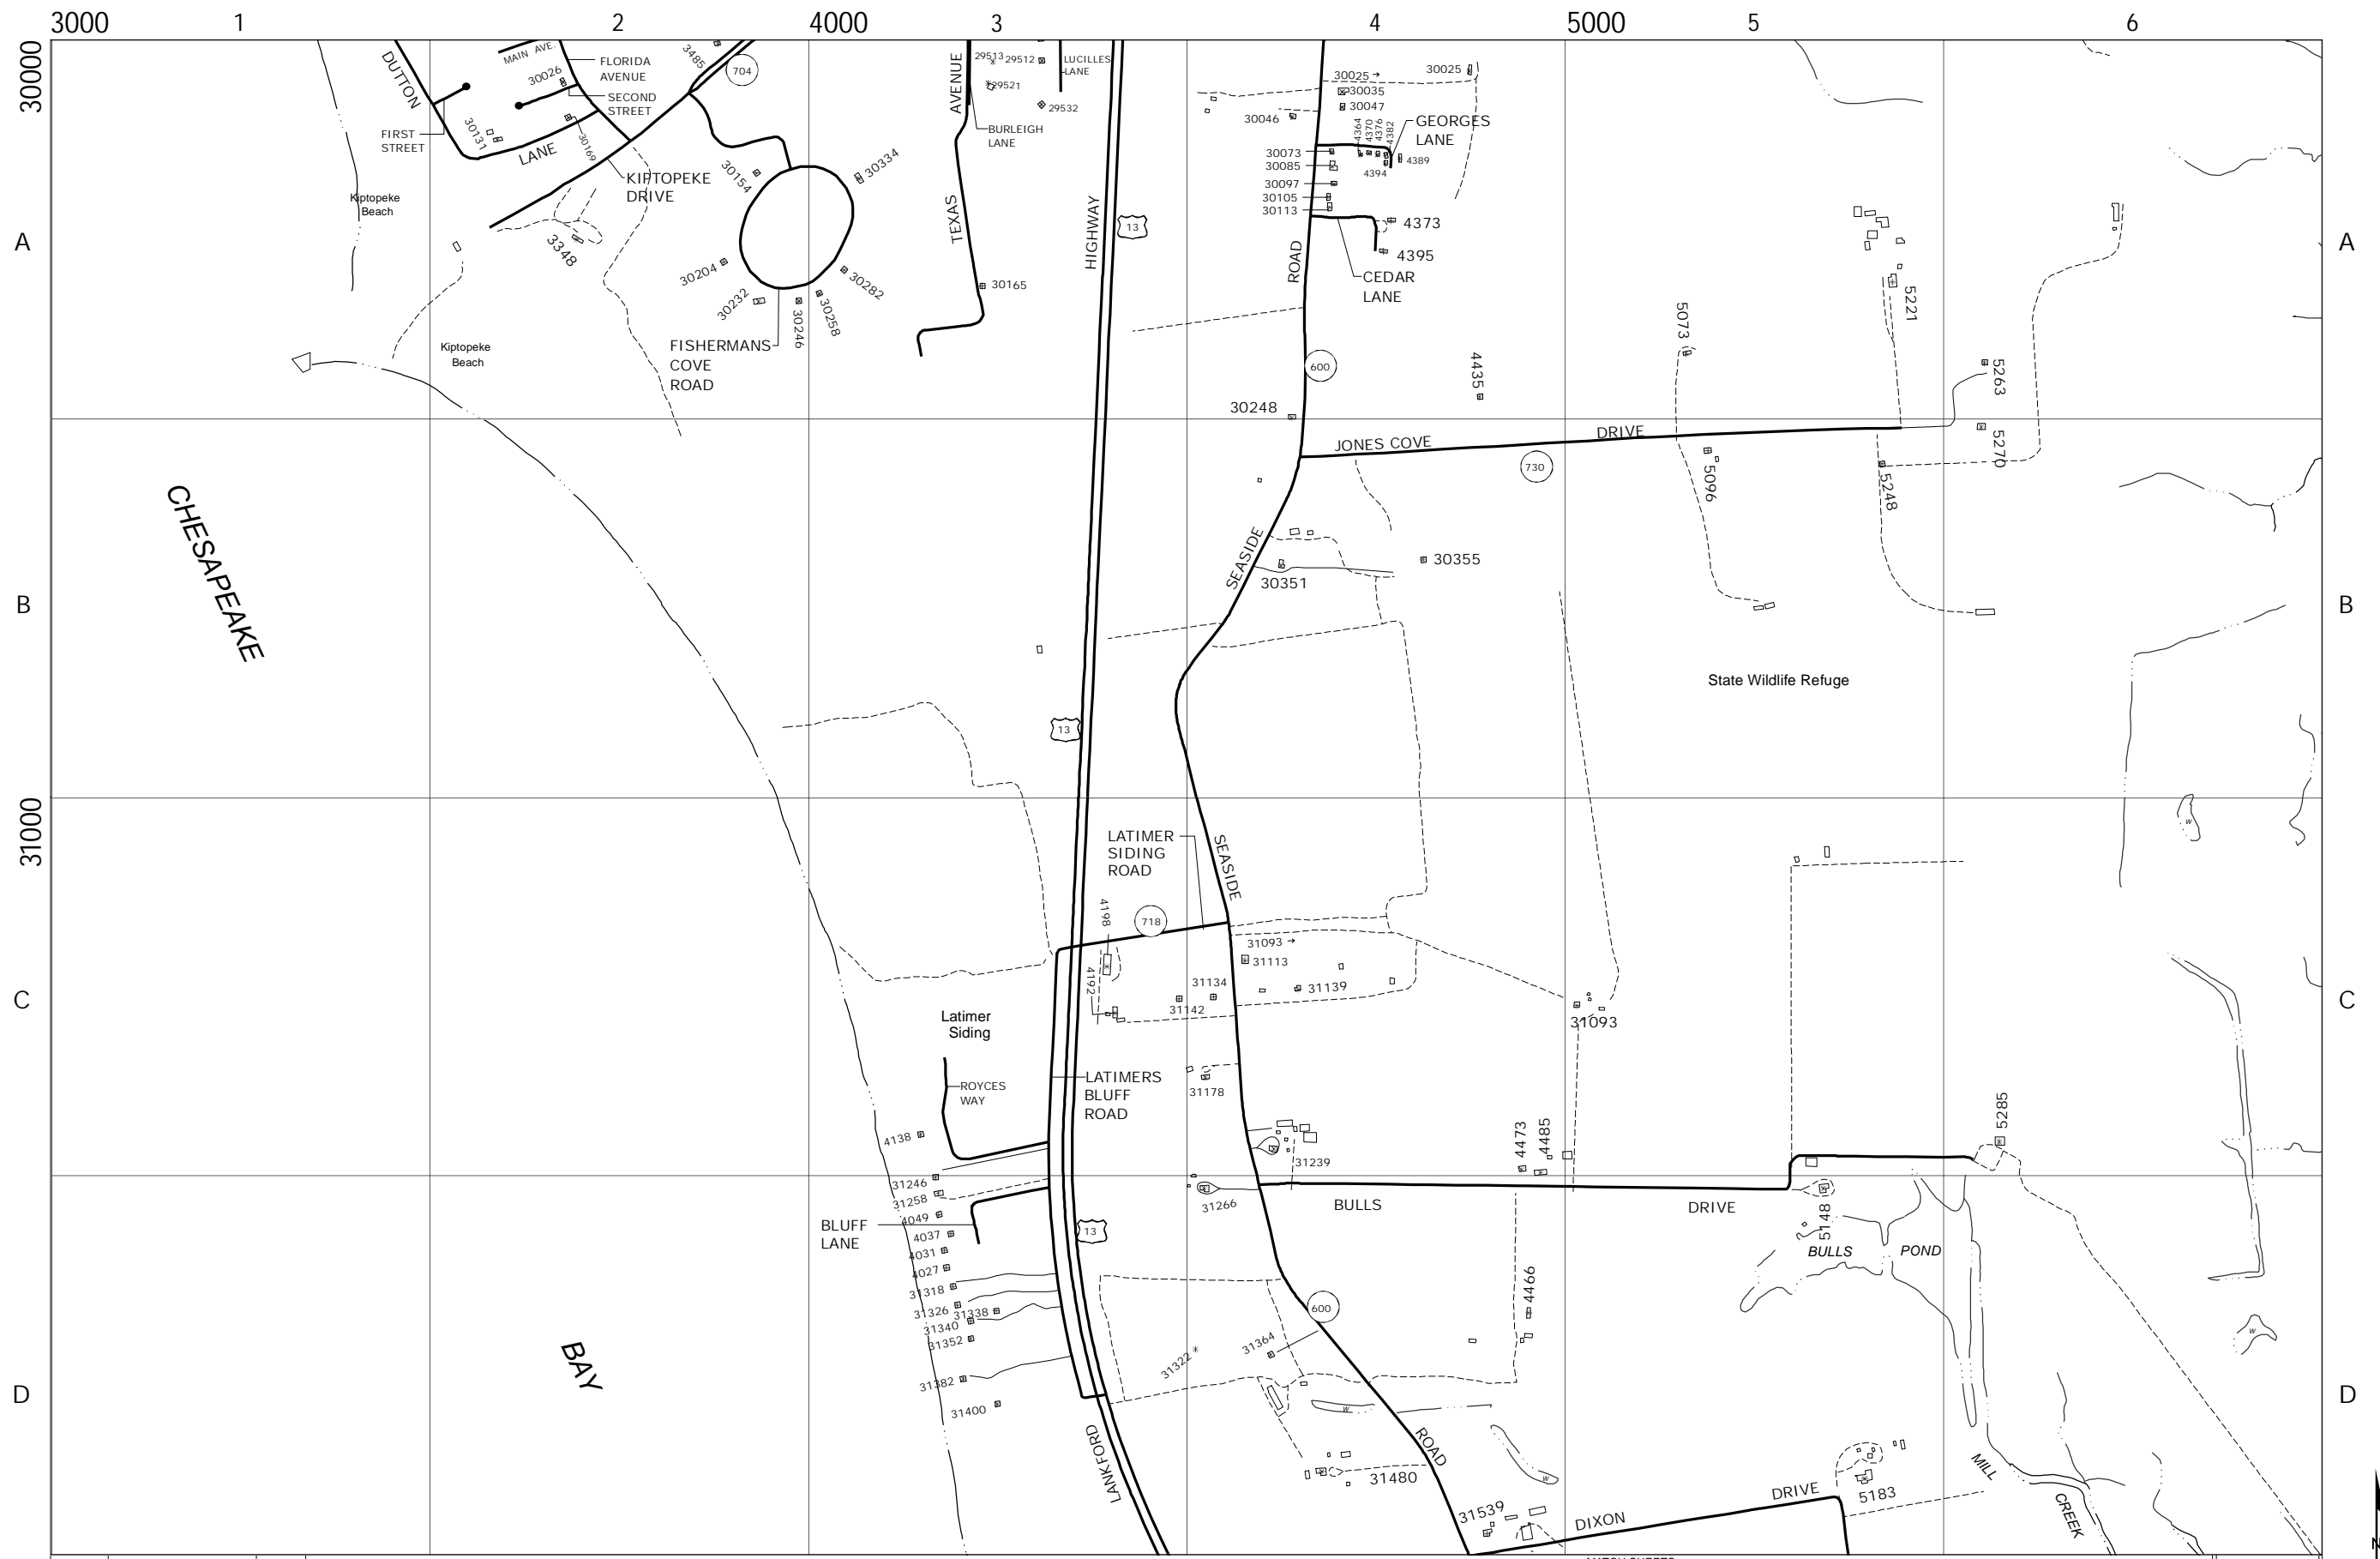 3000 1 2 4000 3 4 5000 5 6
30000
31000
A
B
C
D
A
B
C
D
DUTTON
MAIN AVE.
30026
FLORIDA
AVENUE
SECOND
STREET
FIRST
STREET
30131
LANE
30169
3485
704
KIPTOPEKE
DRIVE
Kiptopeke
Beach
3348
Kiptopeke
Beach
30154
30334
30204
30232
30246
30258
30282
FISHERMANS
COVE
ROAD
AVENUE
TEXAS
29513
29512
29521
29532
LUCILLES
LANE
BURLEIGH
LANE
30165
HIGHWAY
13
30025 →
30025
30035
30047
30046
GEORGES
LANE
4364
4370
4376
4382
4389
4394
30073
30085
30097
30105
30113
4373
4395
CEDAR
LANE
ROAD
600
4435
30248
5073
5221
5263
5270
JONES COVE
DRIVE
730
5096
5248
SEASIDE
30351
30355
CHESAPEAKE
State Wildlife Refuge
13
LATIMER
SIDING
ROAD
SEASIDE
718
4198
4192
31093 →
31113
31134
31142
31139
31093
W
Latimer
Siding
ROYCES
WAY
LATIMERS
BLUFF
ROAD
31178
4138
31239
4473
4485
5285
31246
31258
4049
4037
4031
4027
31318
31326
31338
31340
31352
31382
31400
BLUFF
LANE
13
31266
BULLS
DRIVE
5148
BULLS
POND
4466
600
31322
31364
W
W
W
BAY
LANKFORD
ROAD
31480
31539
DIXON
DRIVE
5183
MILL
CREEK